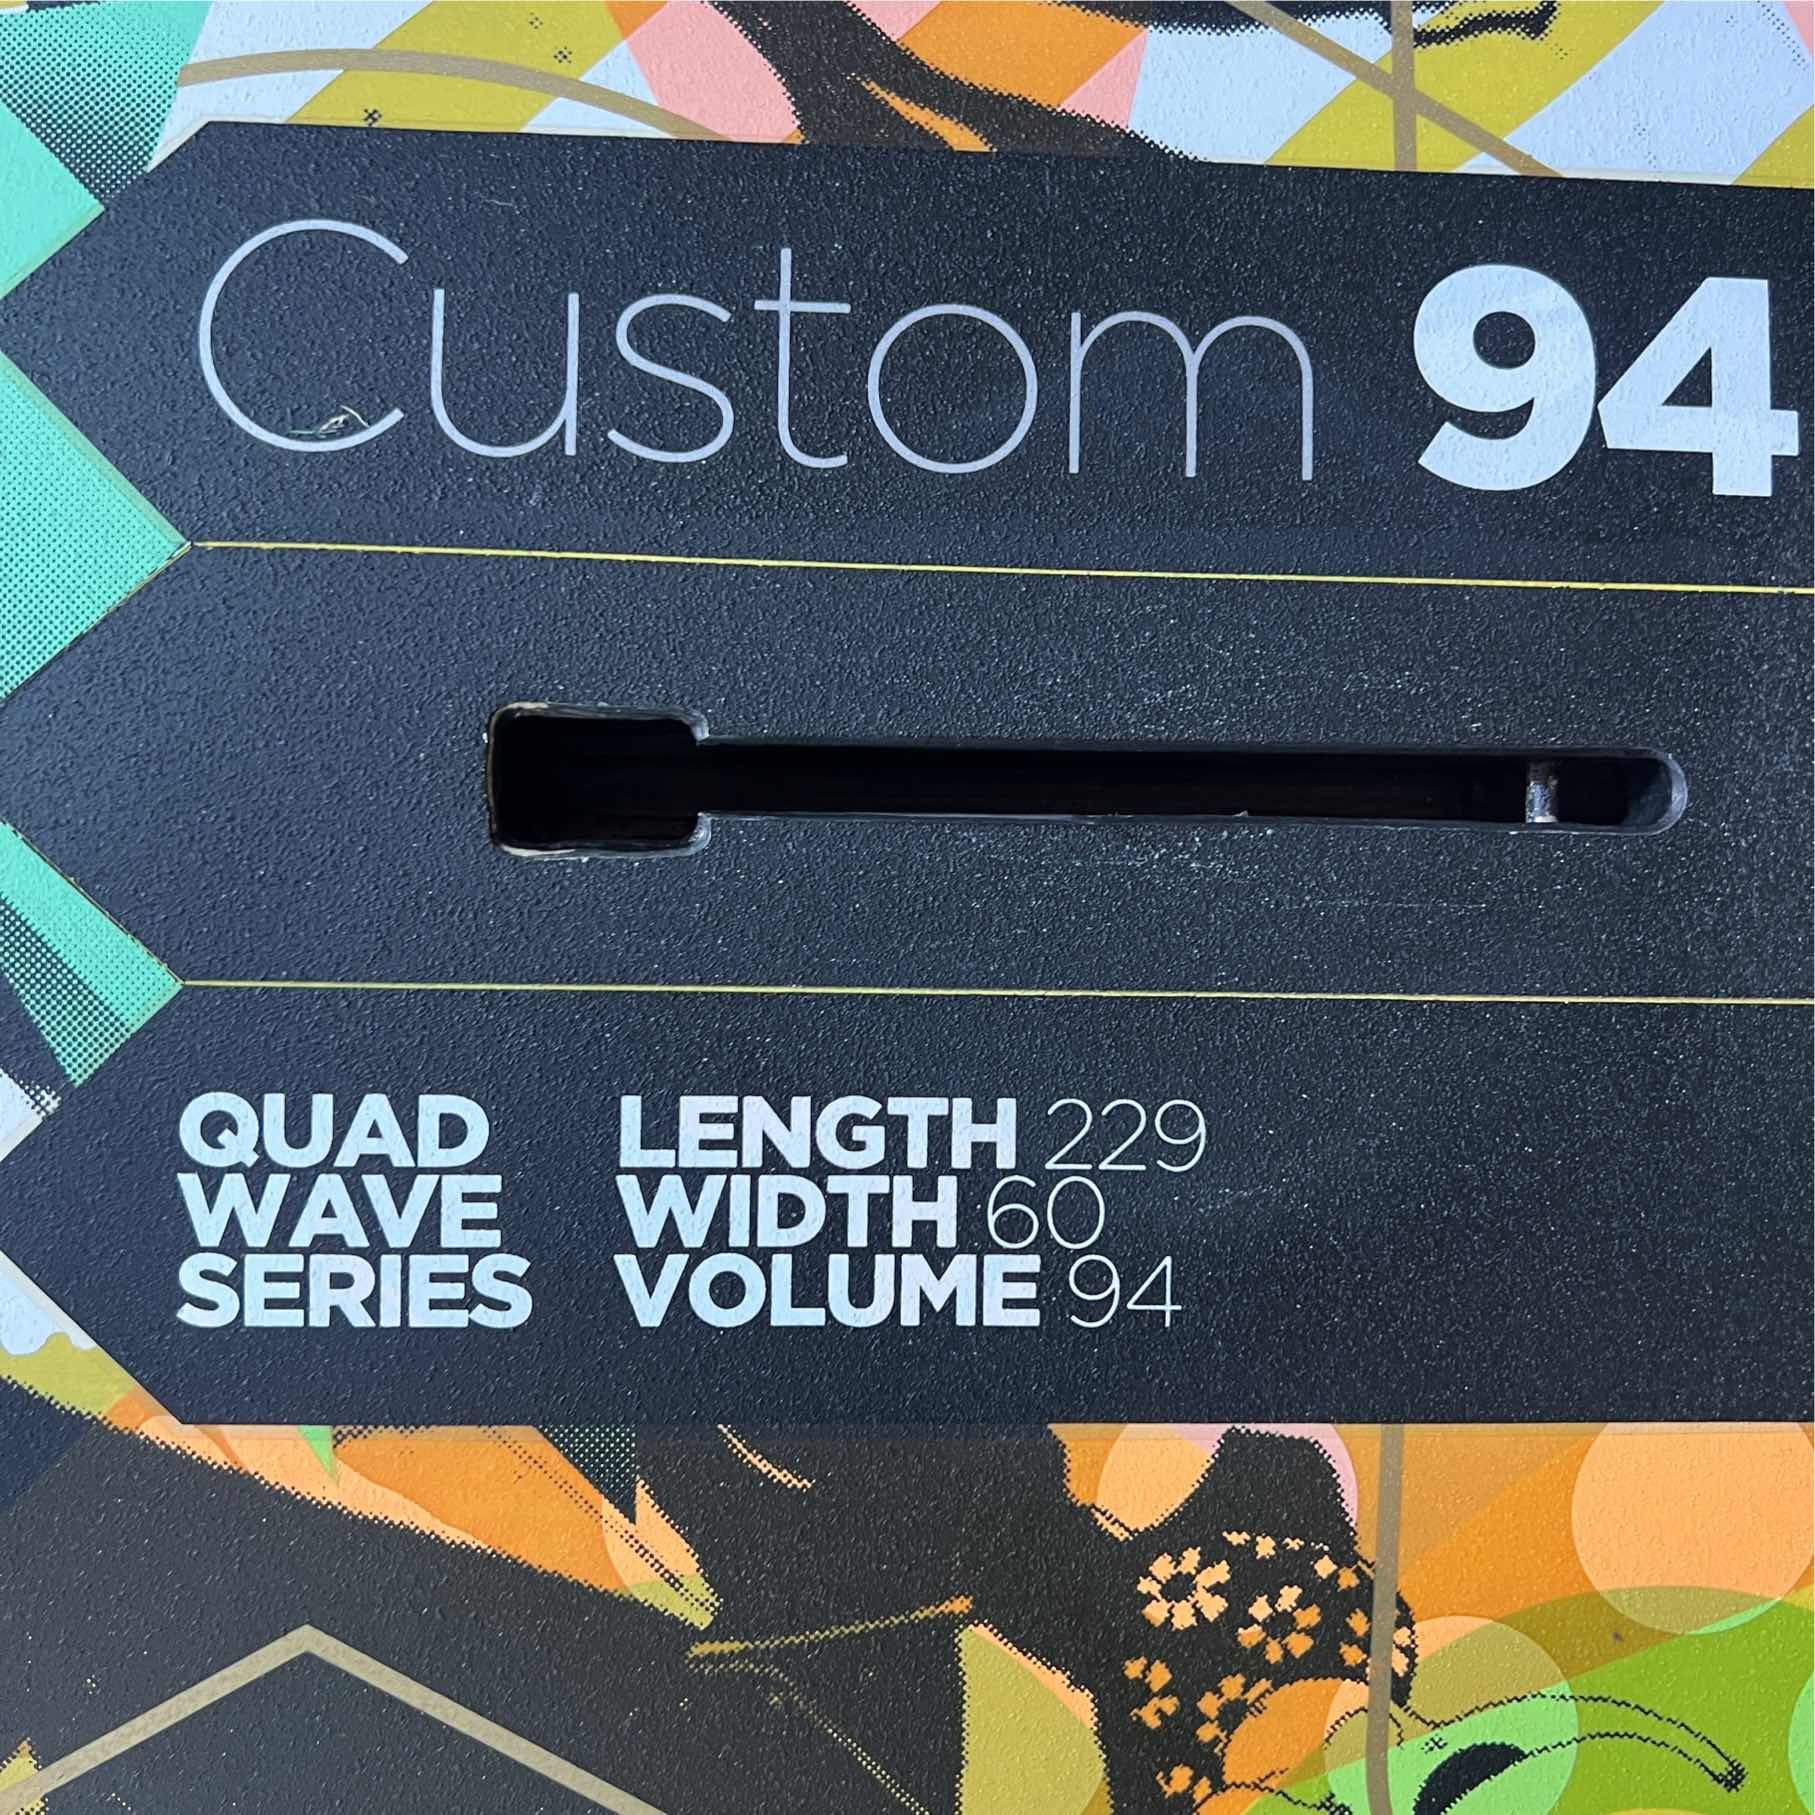 Custom 94
QUAD
WAVE
SERIES
LENGTH 229
WIDTH 60
VOLUME 94